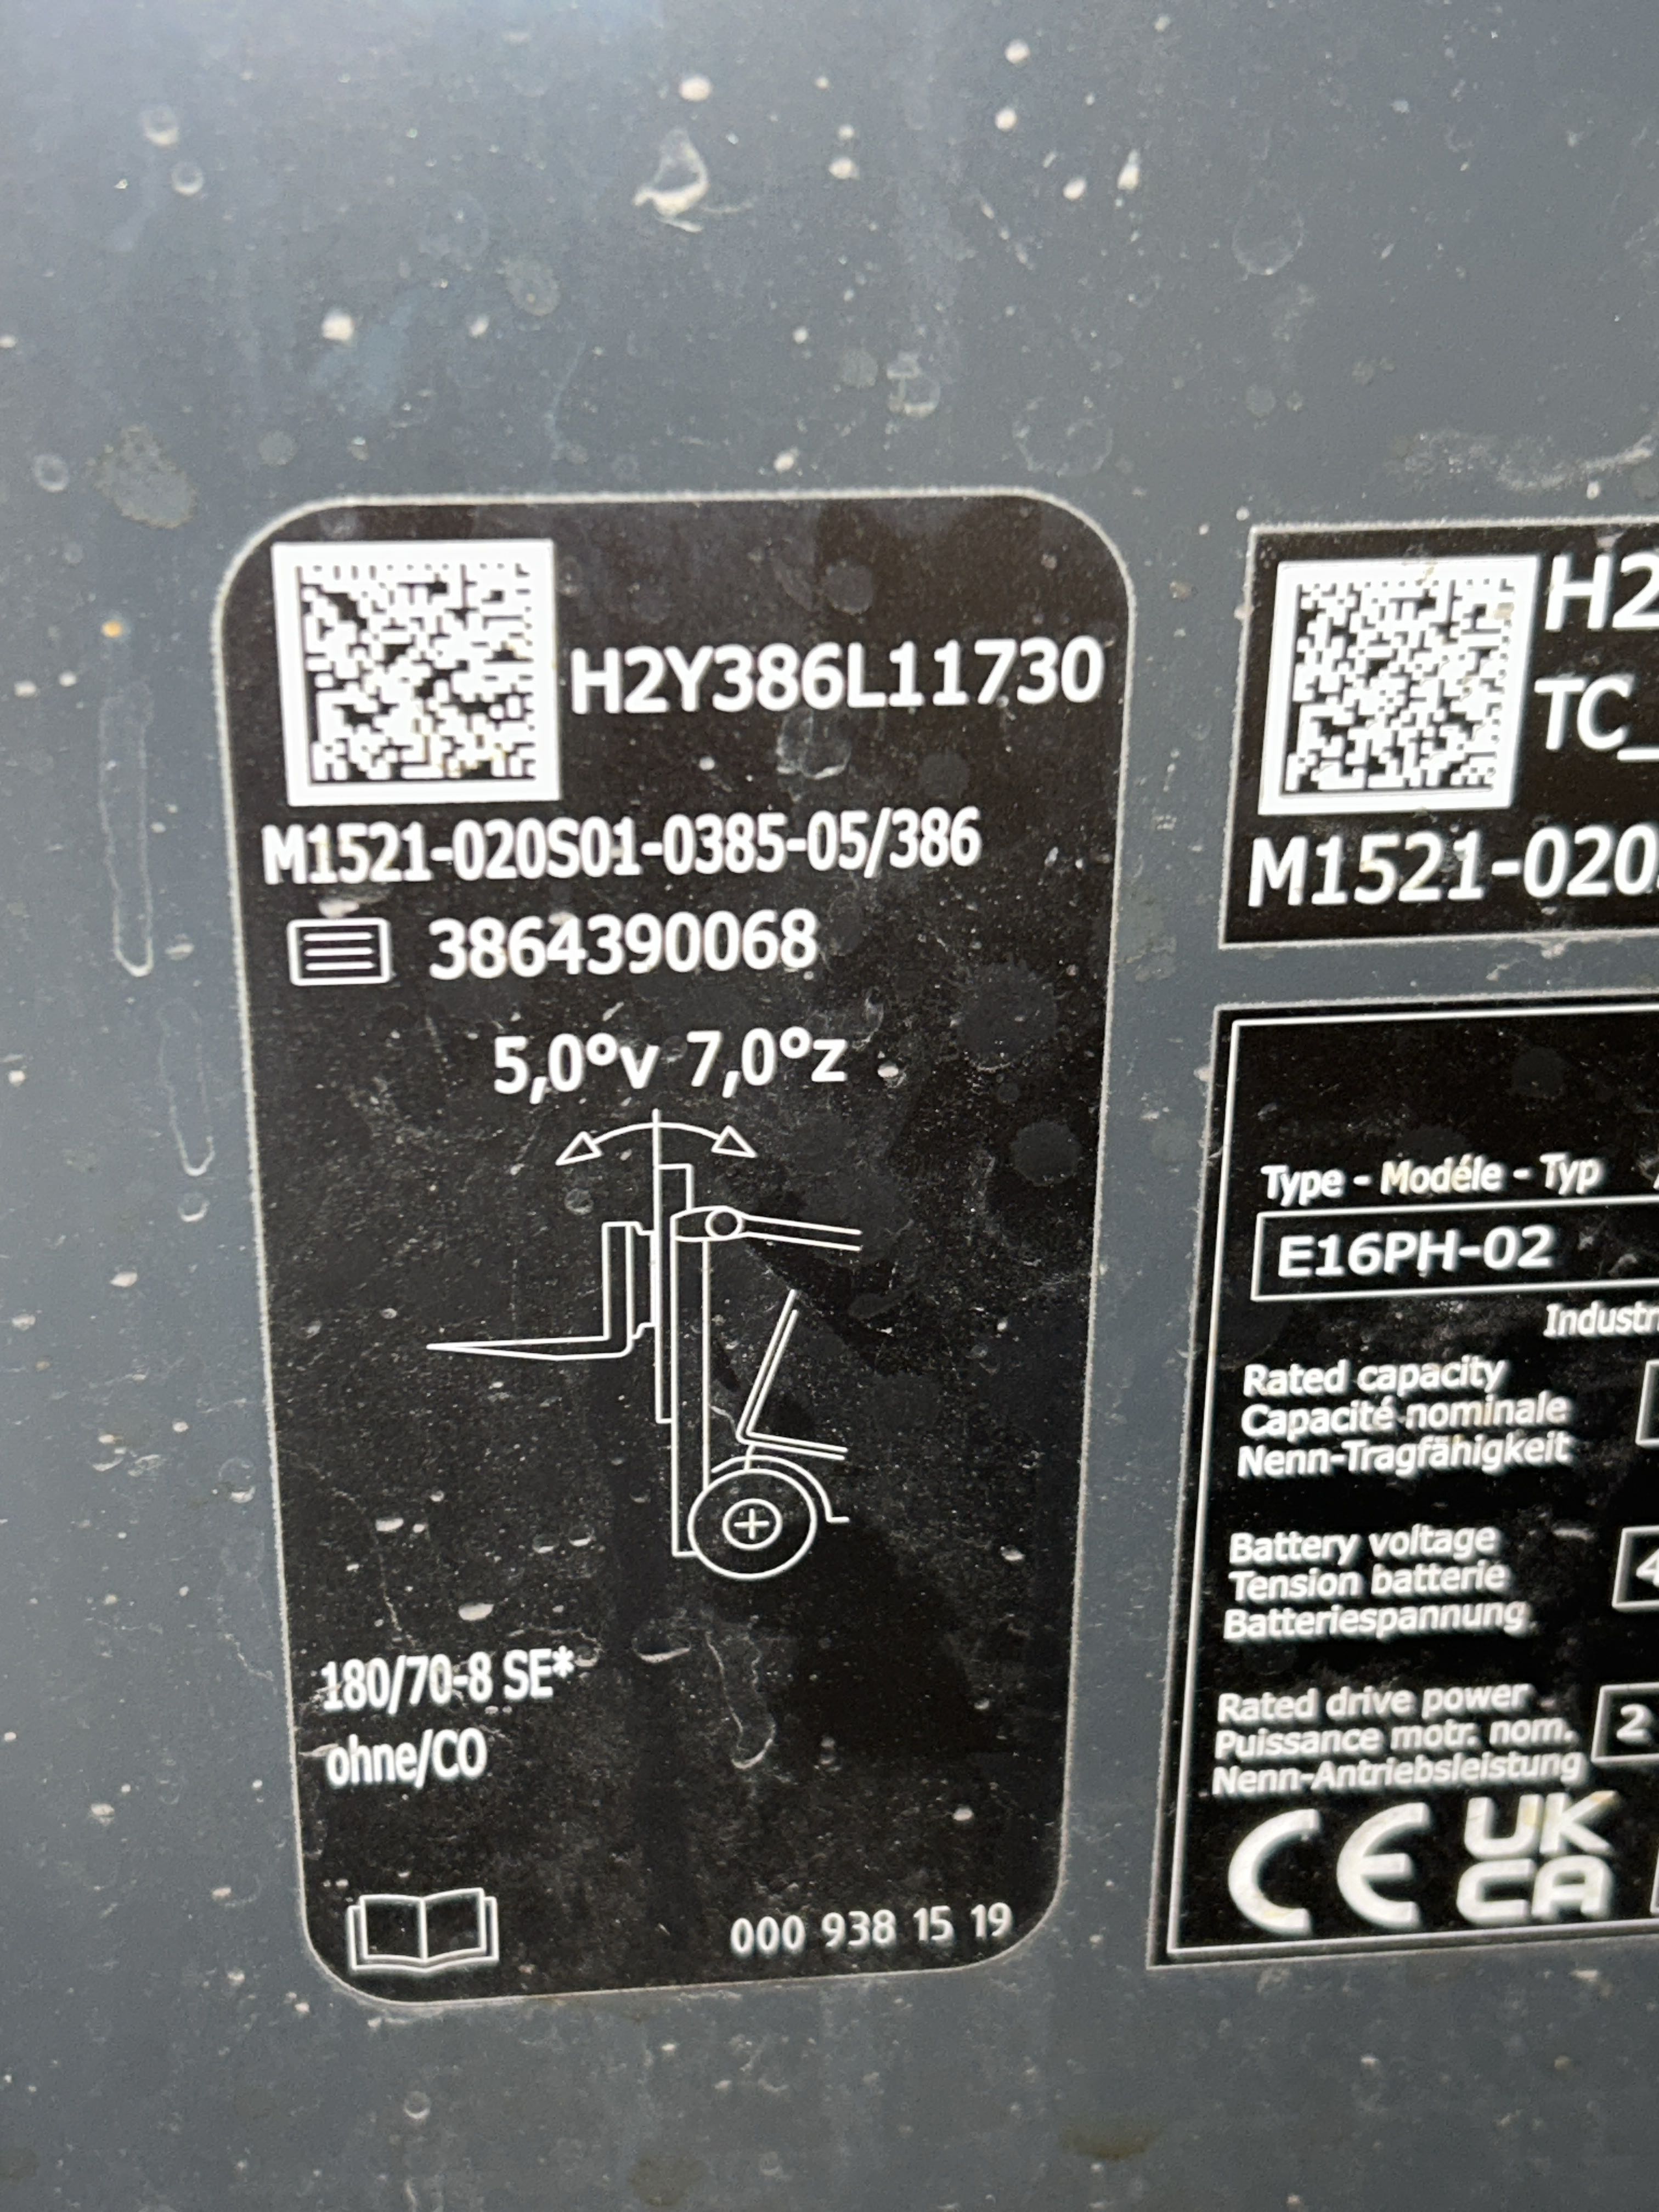 H2Y386L11730
M1521-020S01-0385-05/386
3864390068
5,0°v 7,0°z
180/70-8 SE*
ohne/CO
000 938 15 19
H2
TC_
M1521-020
Type - Modéle - Typ
E16PH-02
Industr
Rated capacity
Capacité nominale
Nenn-Tragfähigkeit
Battery voltage
Tension batterie
Batteriespannung
4
Rated drive power
Puissance motr. nom.
Nenn-Antriebsleistung
2
CE UK
CA